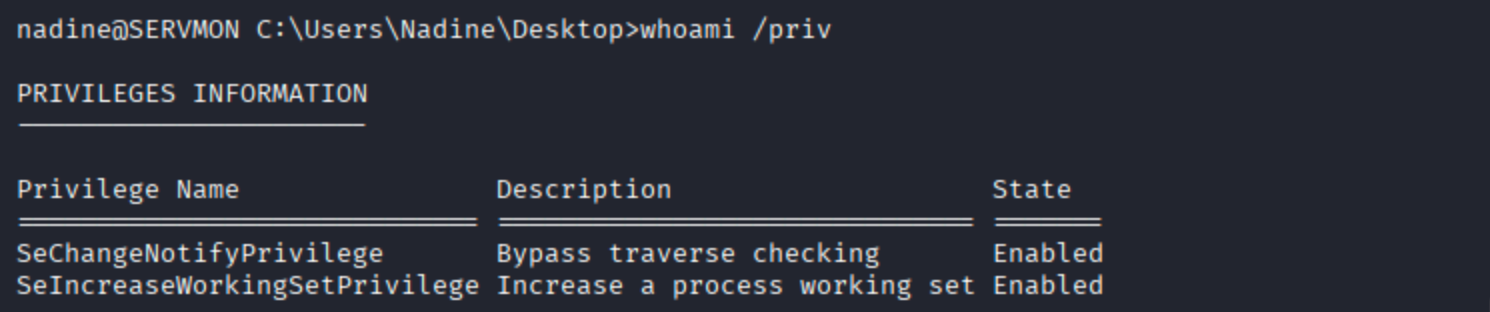 nadine@SERVMON C:\Users\Nadine\Desktop>whoami /priv
PRIVILEGES INFORMATION
----------------------
Privilege Name Description State
============================= ============================== =======
SeChangeNotifyPrivilege Bypass traverse checking Enabled
SeIncreaseWorkingSetPrivilege Increase a process working set Enabled